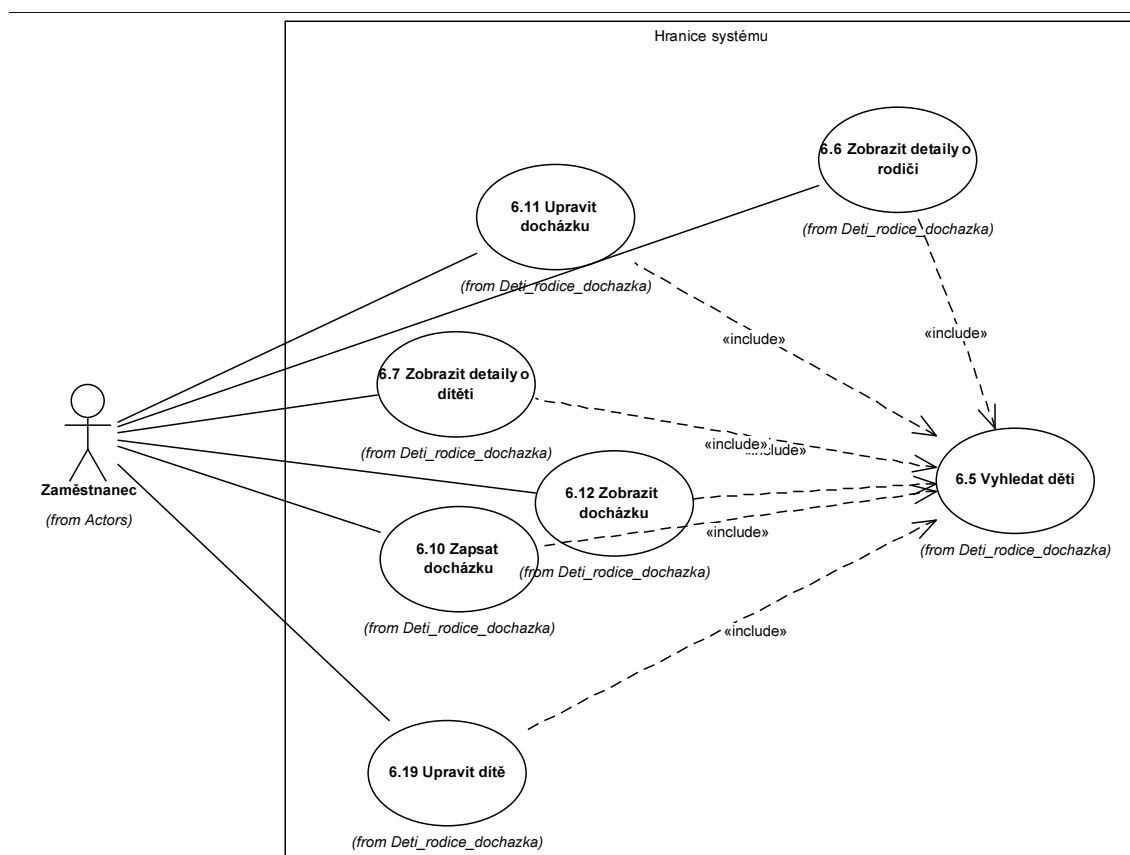 Hranice systému
6.6 Zobrazit detaily o
rodiči
(from Deti_rodice_dochazka)
6.11 Upravit
docházku
(from Deti_rodice_dochazka)
«include»
«include»
6.7 Zobrazit detaily o
dítěti
(from Deti_rodice_dochazka)
«include»
«include»
Zaměstnanec
(from Actors)
6.12 Zobrazit
docházku
(from Deti_rodice_dochazka)
6.5 Vyhledat děti
(from Deti_rodice_dochazka)
«include»
6.10 Zapsat
docházku
(from Deti_rodice_dochazka)
«include»
6.19 Upravit dítě
(from Deti_rodice_dochazka)